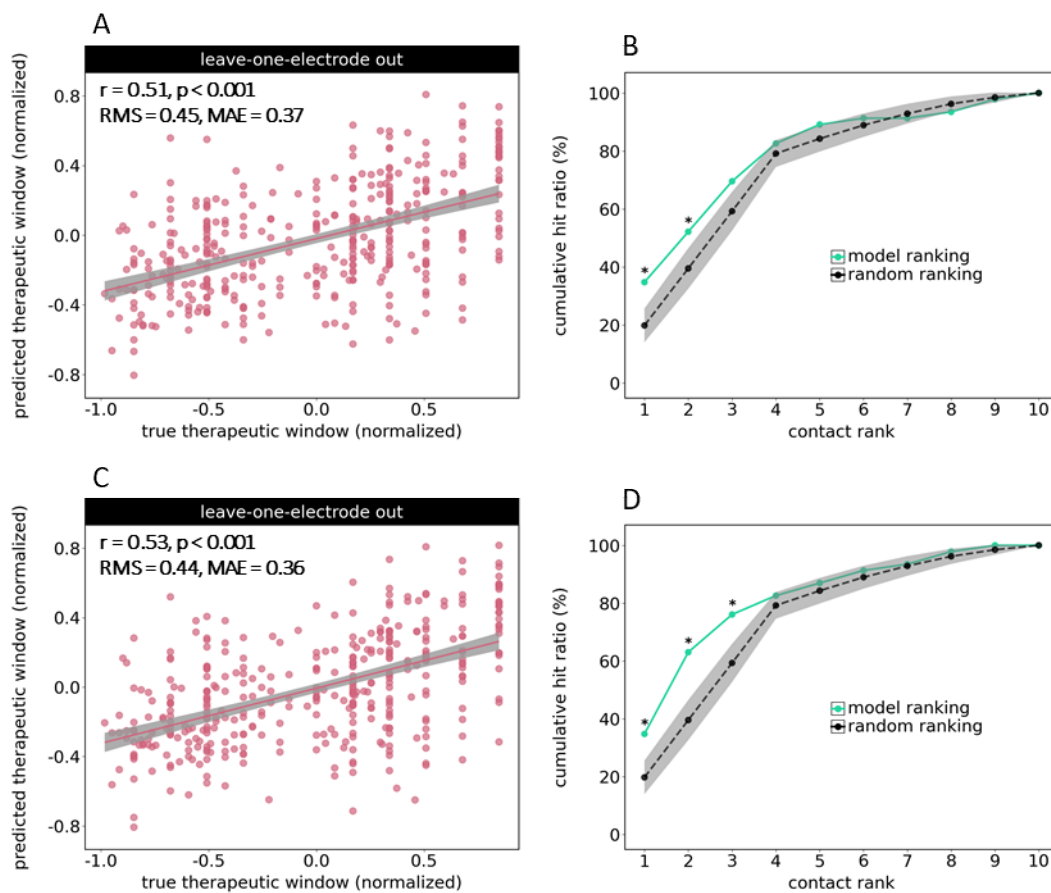 A
leave-one-electrode out
r = 0.51, p < 0.001
RMS = 0.45, MAE = 0.37
predicted therapeutic window (normalized)
0.8
0.4
0.0
-0.4
-0.8
-1.0 -0.5 0.0 0.5
true therapeutic window (normalized)
B
cumulative hit ratio (%)
100
80
60
40
20
0
* *
model ranking
random ranking
1 2 3 4 5 6 7 8 9 10
contact rank
C
leave-one-electrode out
r = 0.53, p < 0.001
RMS = 0.44, MAE = 0.36
predicted therapeutic window (normalized)
0.8
0.4
0.0
-0.4
-0.8
-1.0 -0.5 0.0 0.5
true therapeutic window (normalized)
D
cumulative hit ratio (%)
100
80
60
40
20
0
* * *
model ranking
random ranking
1 2 3 4 5 6 7 8 9 10
contact rank